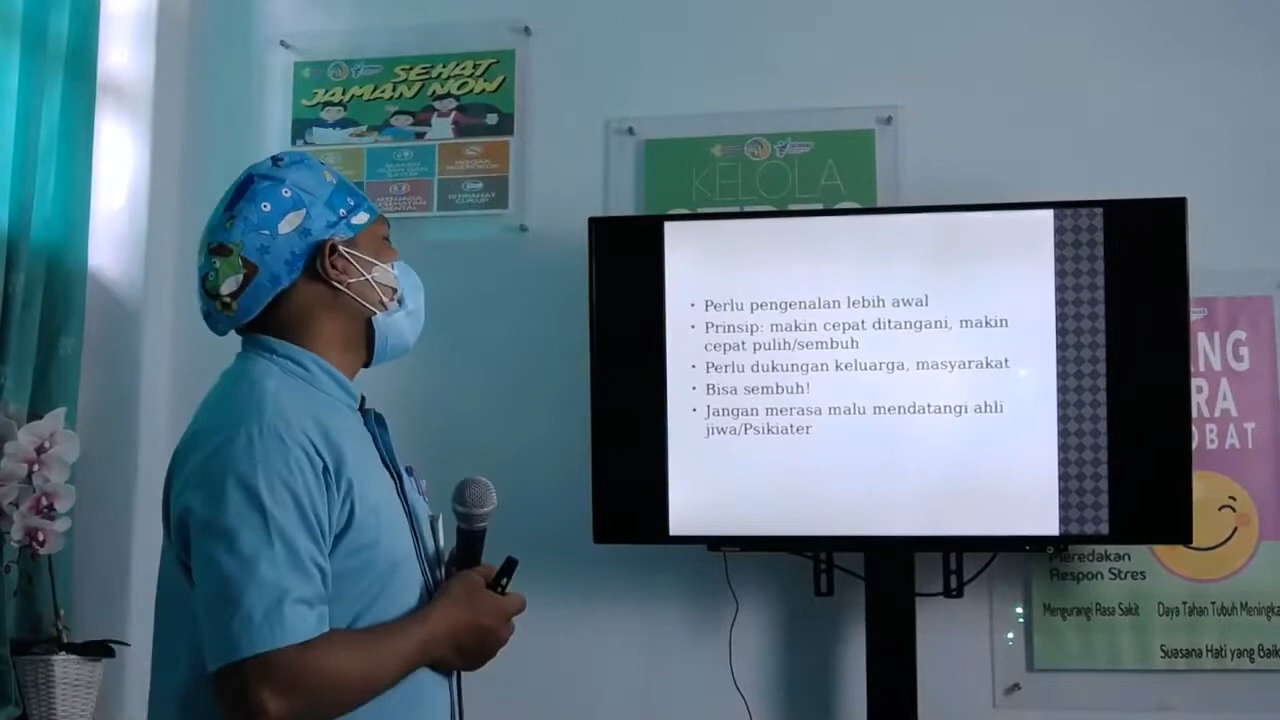 SEHAT
JAMAN NOW
ISTIRAHAT
CUKUP
KELOLA
• Perlu pengenalan lebih awal
• Prinsip: makin cepat ditangani, makin
cepat pulih/sembuh
• Perlu dukungan keluarga, masyarakat
• Bisa sembuh!
• Jangan merasa malu mendatangi ahli
jiwa/Psikiater
NG
RA
OBAT
Meredakan
Respon Stres
Mengurangi Rasa Sakit
Daya Tahan Tubuh Meningka
Suasana Hati yang Baik